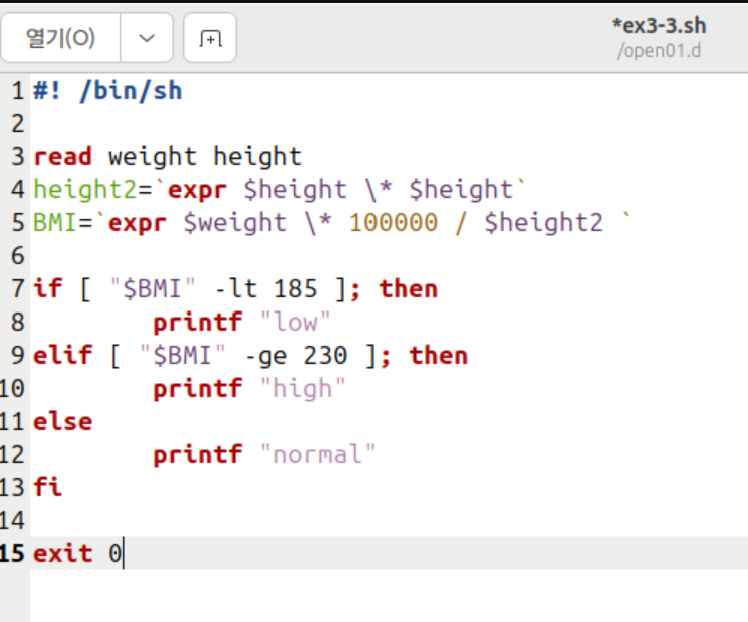 열기(O)
*ex3-3.sh
/open01.d
1 #! /bin/sh
2
3 read weight height
4 height2=`expr $height \* $height`
5 BMI=`expr $weight \* 100000 / $height2 `
6
7 if [ "$BMI" -lt 185 ]; then
8         printf "low"
9 elif [ "$BMI" -ge 230 ]; then
10         printf "high"
11 else
12         printf "normal"
13 fi
14
15 exit 0